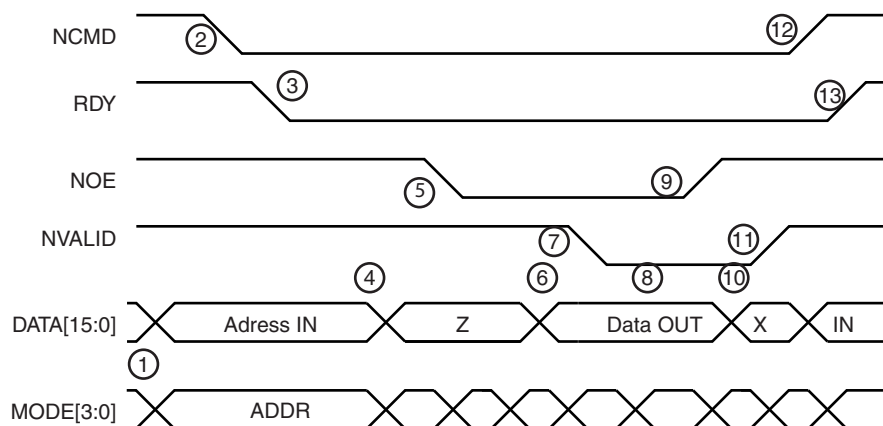 NCMD
②
⑫
RDY
③
⑬
NOE
⑤
⑨
NVALID
⑦
⑪
④
⑥
⑧
⑩
DATA[15:0]
Adress IN
Z
Data OUT
X
IN
①
MODE[3:0]
ADDR